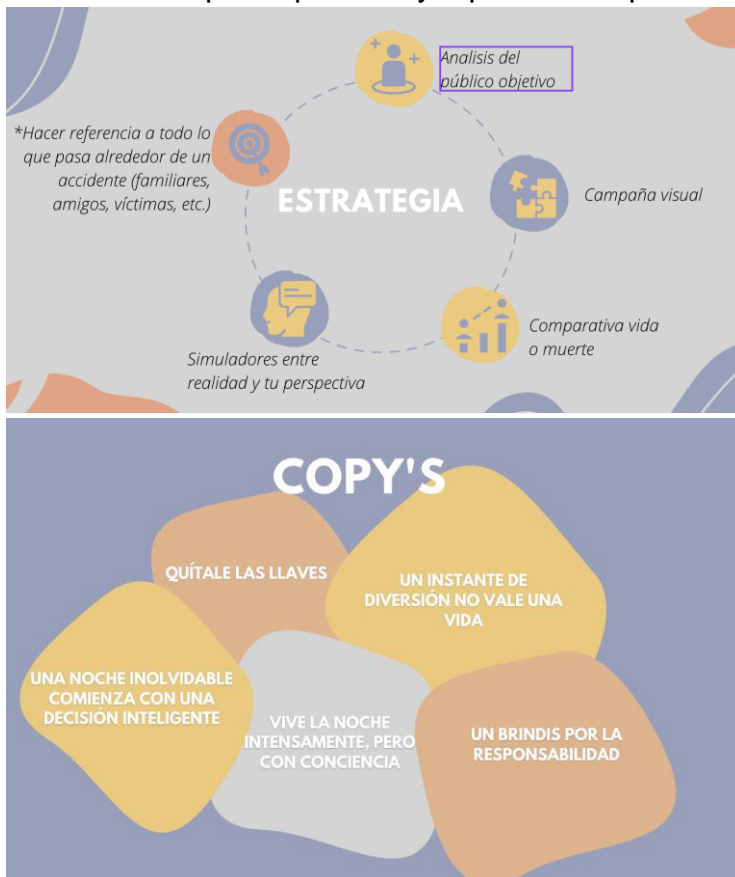 Analisis del
público objetivo
*Hacer referencia a todo lo
que pasa alrededor de un
accidente (familiares,
amigos, víctimas, etc.)
ESTRATEGIA
Campaña visual
Comparativa vida
o muerte
Simuladores entre
realidad y tu perspectiva
COPY'S
QUÍTALE LAS LLAVES
UN INSTANTE DE
DIVERSIÓN NO VALE UNA
VIDA
UNA NOCHE INOLVIDABLE
COMIENZA CON UNA
DECISIÓN INTELIGENTE
VIVE LA NOCHE
INTENSAMENTE, PERO
CON CONCIENCIA
UN BRINDIS POR LA
RESPONSABILIDAD